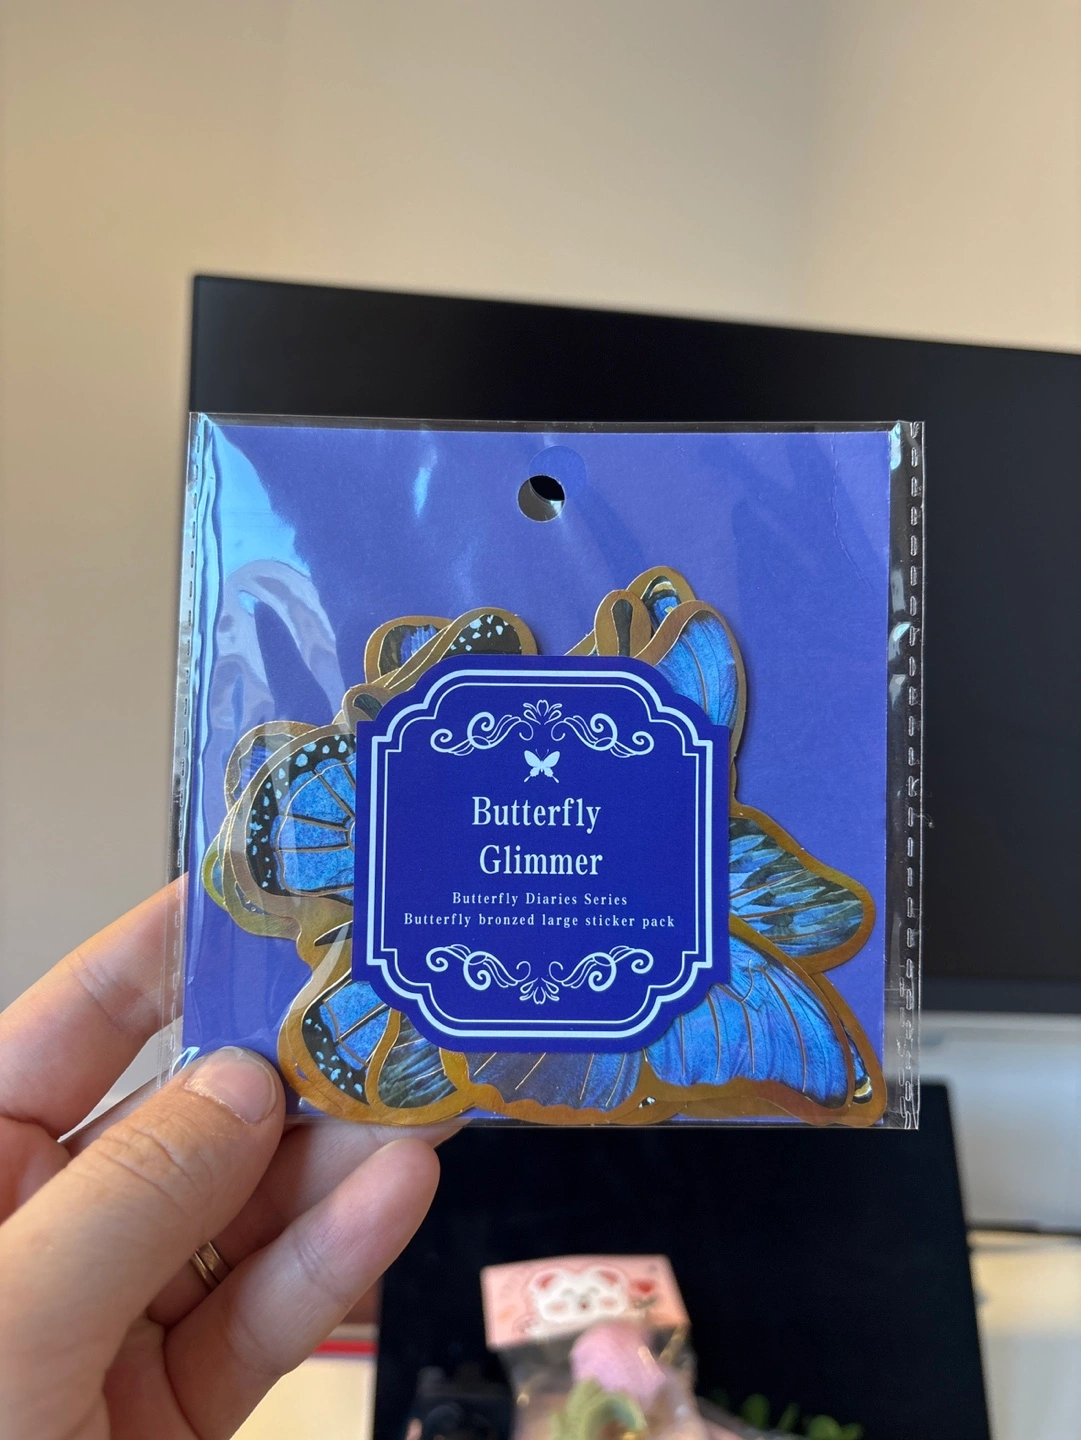 Butterfly
Glimmer
Butterfly Diaries Series
Butterfly bronzed large sticker pack